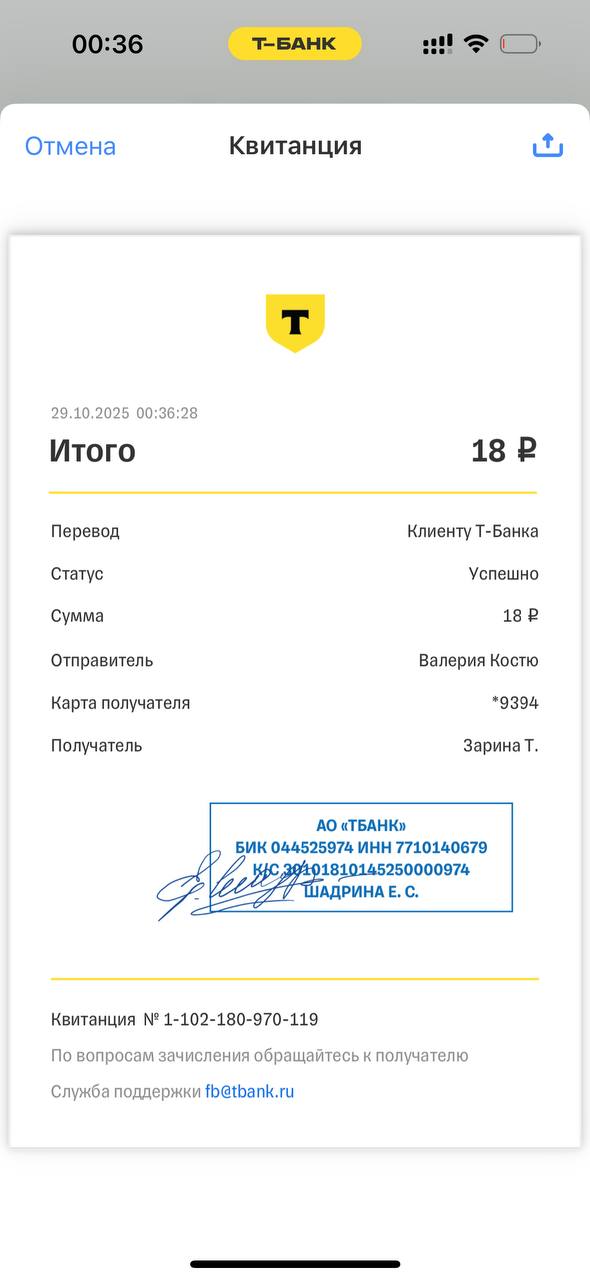 00:36 Т-БАНК
Отмена Квитанция
Т
29.10.2025 00:36:28
Итого 18 ₽
Перевод Клиенту Т-Банка
Статус Успешно
Сумма 18 ₽
Отправитель Валерия Костю
Карта получателя *9394
Получатель Зарина Т.
АО «ТБАНК»
БИК 044525974 ИНН 7710140679
К/С 30101810145250000974
ШАДРИНА Е. С.
Квитанция № 1-102-180-970-119
По вопросам зачисления обращайтесь к получателю
Служба поддержки fb@tbank.ru